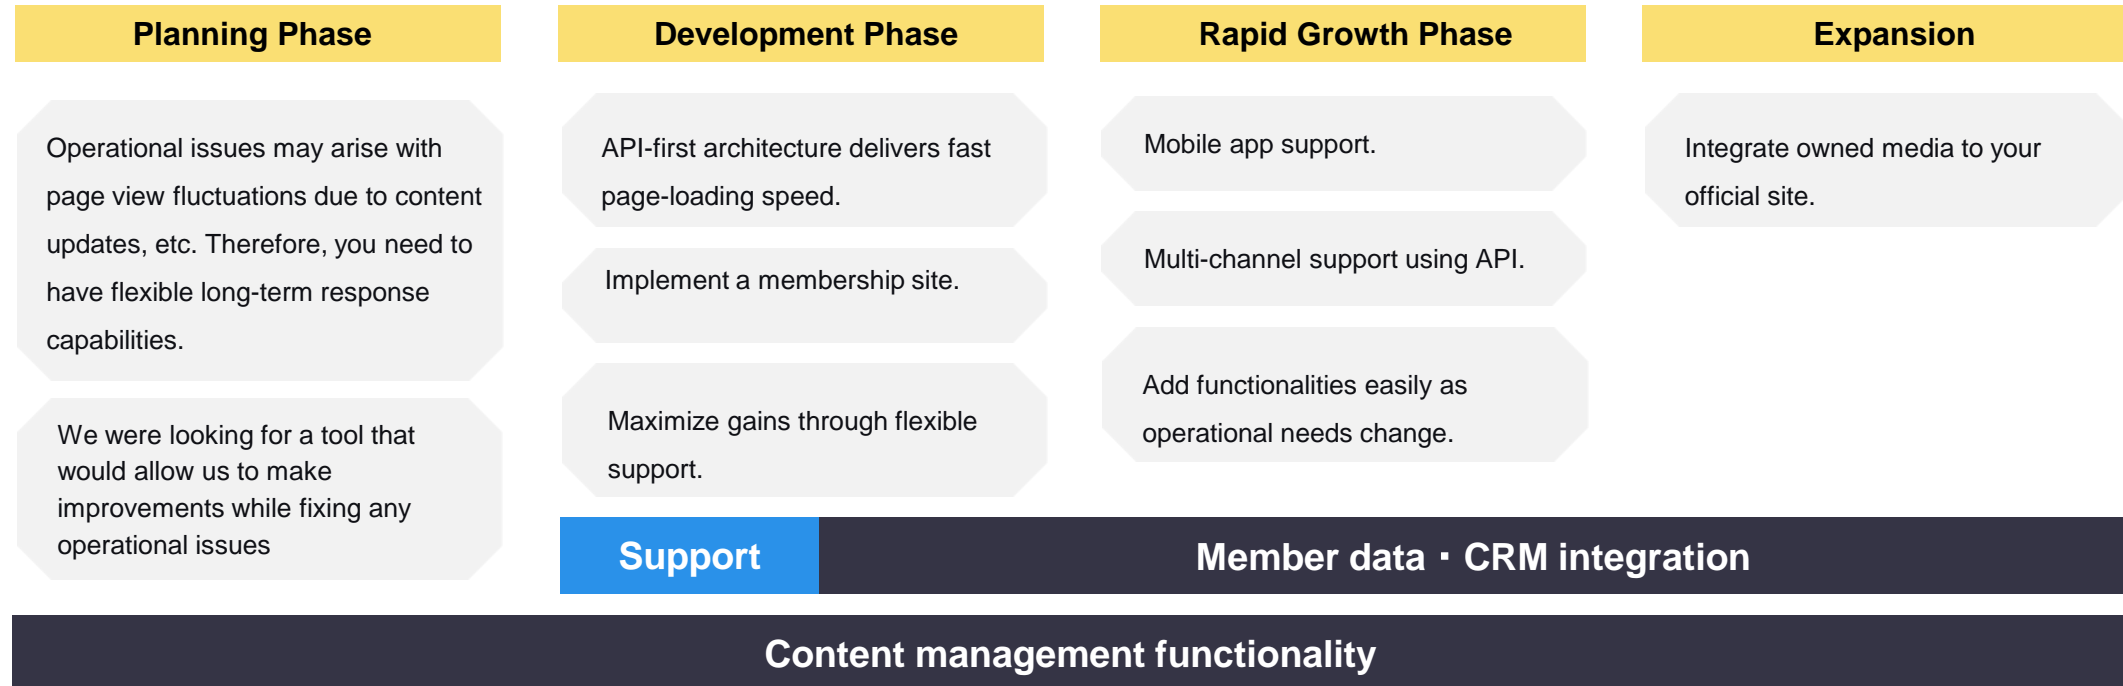 Planning Phase
Operational issues may arise with
page view fluctuations due to content
updates, etc. Therefore, you need to
have flexible long-term response
capabilities.
We were looking for a tool that
would allow us to make
improvements while fixing any
operational issues
Development Phase
API-first architecture delivers fast
page-loading speed.
Implement a membership site.
Maximize gains through flexible
support.
Rapid Growth Phase
Mobile app support.
Multi-channel support using API.
Add functionalities easily as
operational needs change.
Expansion
Integrate owned media to your
official site.
Support
Member data・CRM integration
Content management functionality